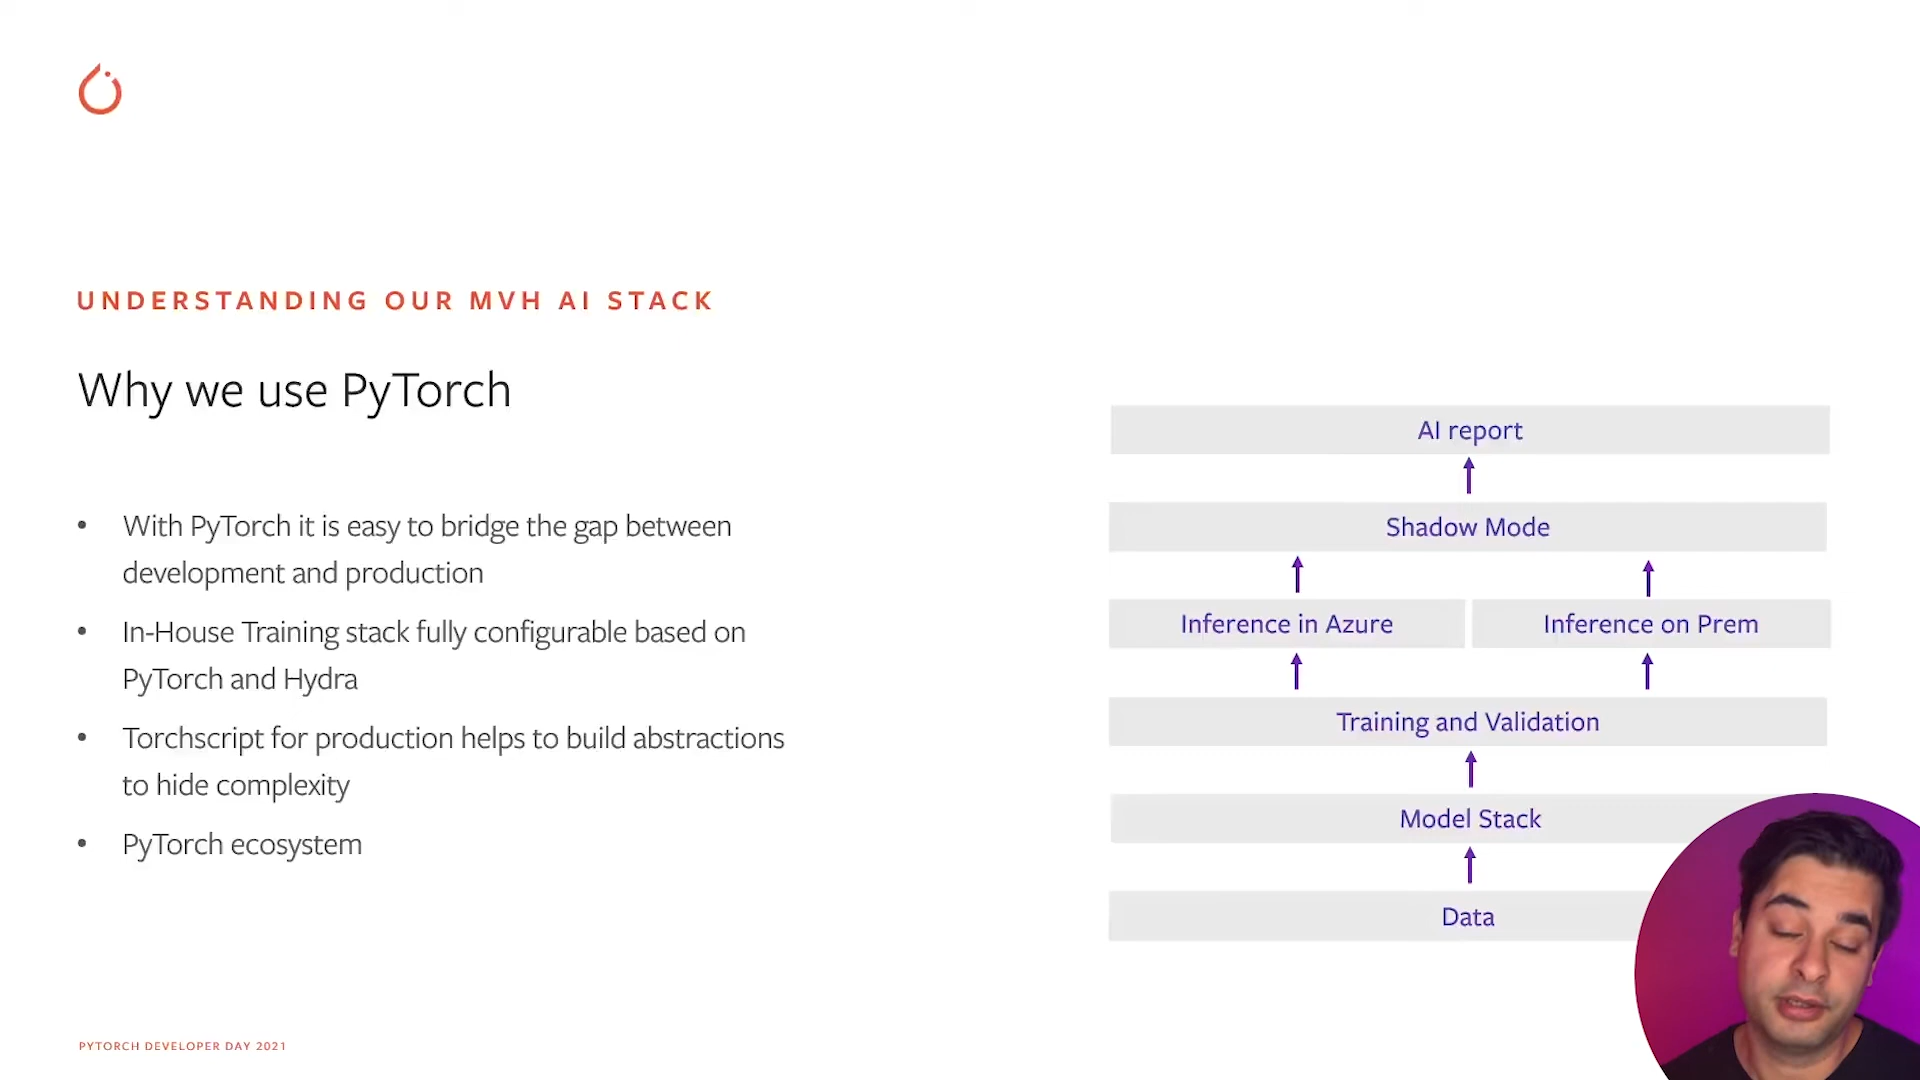 UNDERSTANDING OUR MVH AI STACK
Why we use PyTorch
• With PyTorch it is easy to bridge the gap between
development and production
• In-House Training stack fully configurable based on
PyTorch and Hydra
• Torchscript for production helps to build abstractions
to hide complexity
• PyTorch ecosystem
AI report
Shadow Mode
Inference in Azure
Inference on Prem
Training and Validation
Model Stack
Data
PYTORCH DEVELOPER DAY 2021